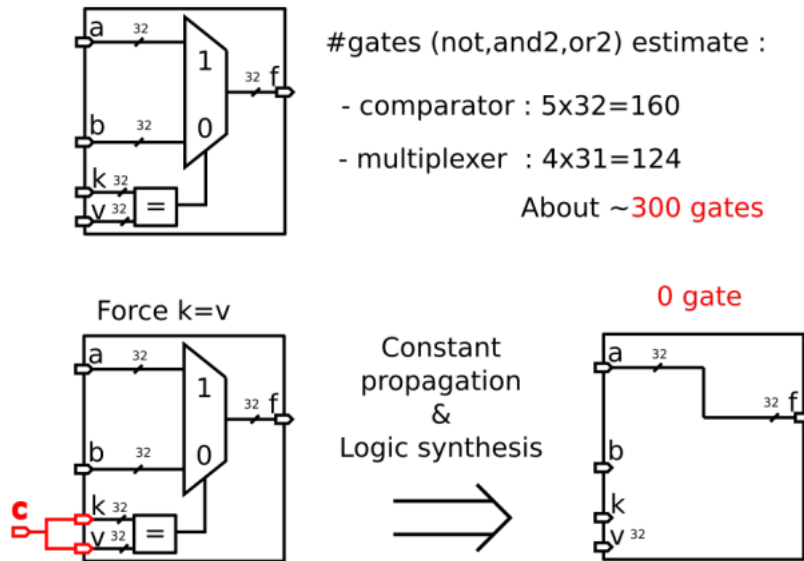 a 32
1
32 f
b 32
0
k 32
v 32
=
#gates (not,and2,or2) estimate :
- comparator : 5x32=160
- multiplexer : 4x31=124
About ~300 gates
Force k=v
a 32
1
32 f
b 32
0
c
k 32
v 32
=
Constant
propagation
&
Logic synthesis
0 gate
a 32
32 f
b
k
v 32